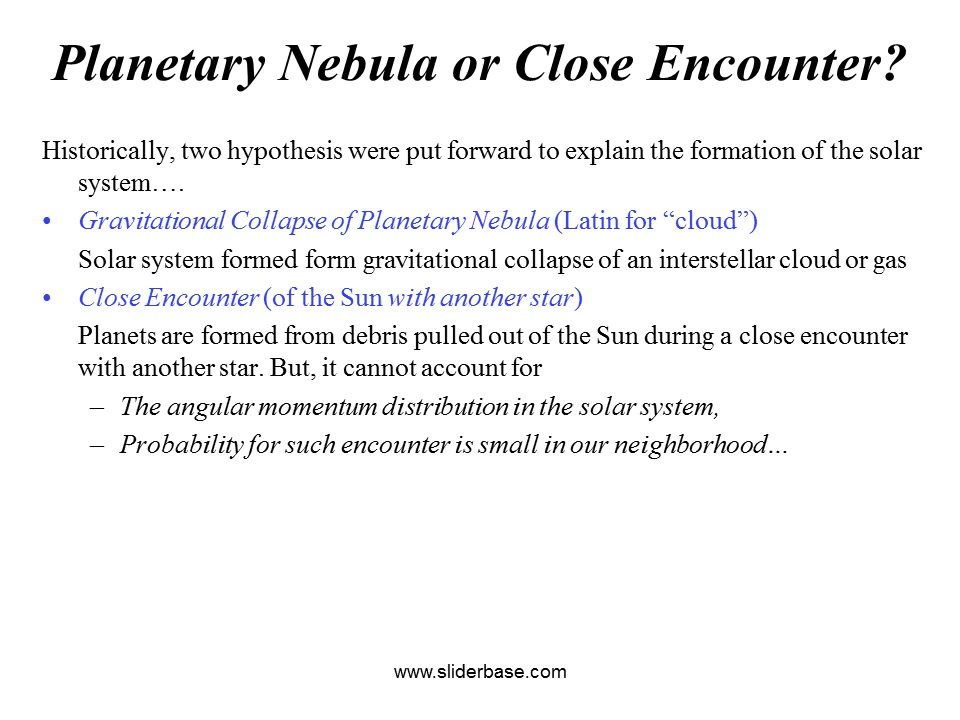 Planetary Nebula or Close Encounter?
Historically, two hypothesis were put forward to explain the formation of the solar
system….
• Gravitational Collapse of Planetary Nebula (Latin for “cloud”)
Solar system formed form gravitational collapse of an interstellar cloud or gas
• Close Encounter (of the Sun with another star)
Planets are formed from debris pulled out of the Sun during a close encounter
with another star. But, it cannot account for
– The angular momentum distribution in the solar system,
– Probability for such encounter is small in our neighborhood…
www.sliderbase.com